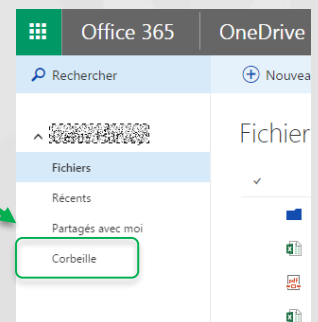 Office 365 OneDrive
Rechercher Nouvea
Fichier
Fichiers
Récents
Partagés avec moi
Corbeille